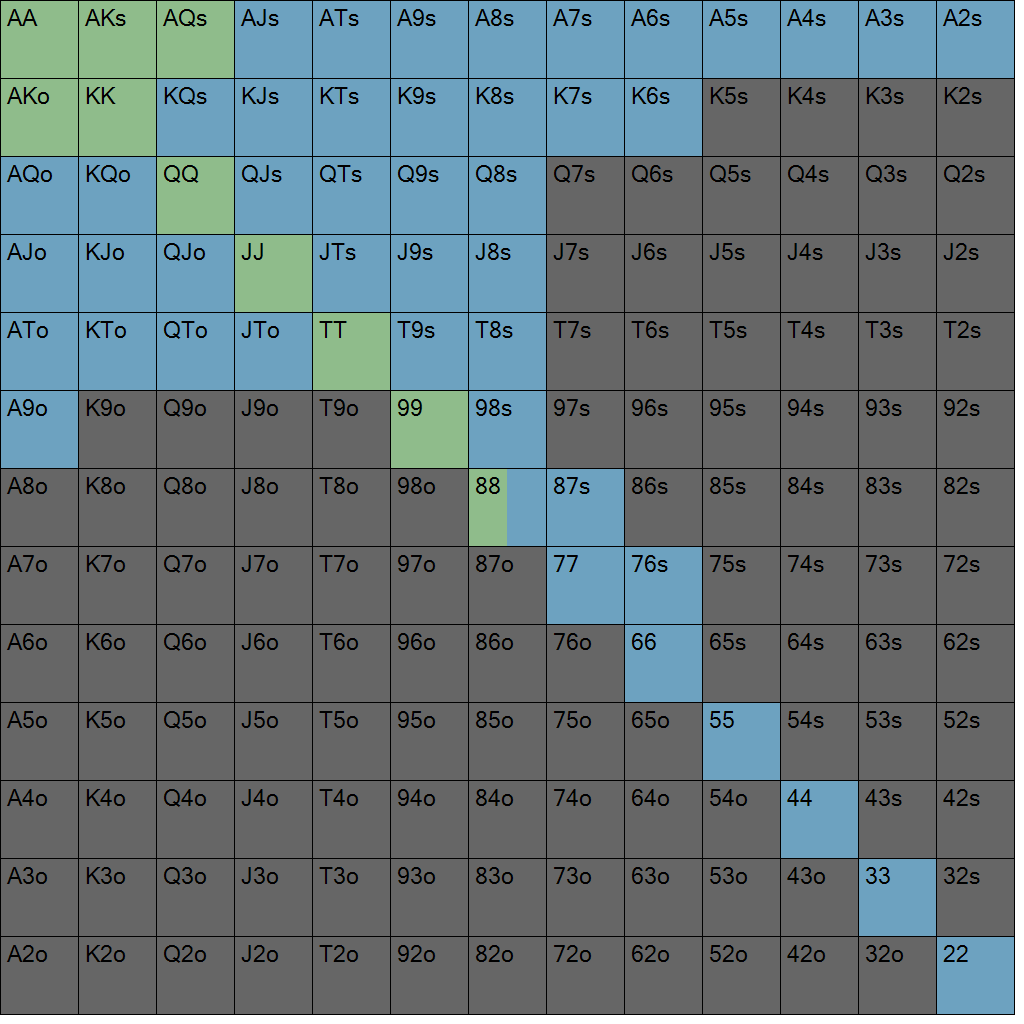 AA AKs AQs AJs ATs A9s A8s A7s A6s A5s A4s A3s A2s
AKo KK KQs KJs KTs K9s K8s K7s K6s K5s K4s K3s K2s
AQo KQo QQ QJs QTs Q9s Q8s Q7s Q6s Q5s Q4s Q3s Q2s
AJo KJo QJo JJ JTs J9s J8s J7s J6s J5s J4s J3s J2s
ATo KTo QTo JTo TT T9s T8s T7s T6s T5s T4s T3s T2s
A9o K9o Q9o J9o T9o 99 98s 97s 96s 95s 94s 93s 92s
A8o K8o Q8o J8o T8o 98o 88 87s 86s 85s 84s 83s 82s
A7o K7o Q7o J7o T7o 97o 87o 77 76s 75s 74s 73s 72s
A6o K6o Q6o J6o T6o 96o 86o 76o 66 65s 64s 63s 62s
A5o K5o Q5o J5o T5o 95o 85o 75o 65o 55 54s 53s 52s
A4o K4o Q4o J4o T4o 94o 84o 74o 64o 54o 44 43s 42s
A3o K3o Q3o J3o T3o 93o 83o 73o 63o 53o 43o 33 32s
A2o K2o Q2o J2o T2o 92o 82o 72o 62o 52o 42o 32o 22